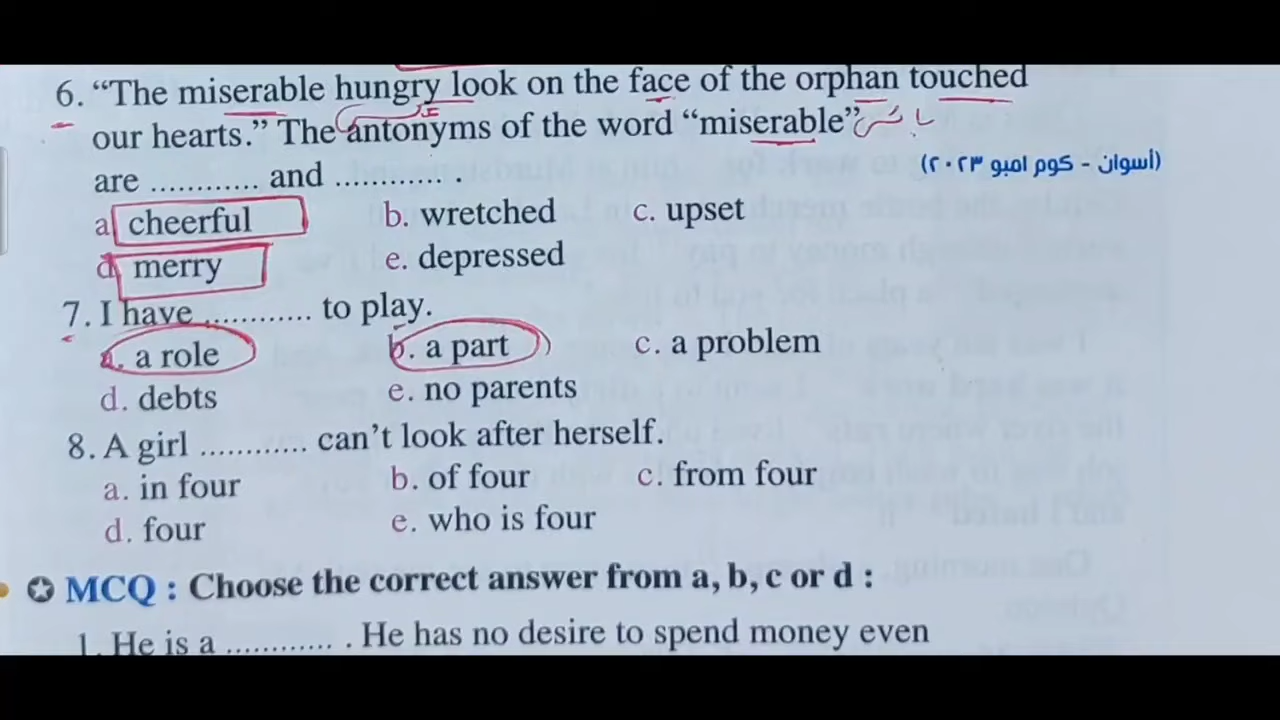 6. “The miserable hungry look on the face of the orphan touched
our hearts.” The antonyms of the word “miserable”
are ............ and ............ .
(أسوان - كوم امبو ٢٠٢٣)
a. cheerful b. wretched c. upset
d. merry e. depressed
7. I have ............ to play.
a. a role b. a part c. a problem
d. debts e. no parents
8. A girl ............ can’t look after herself.
a. in four b. of four c. from four
d. four e. who is four
MCQ : Choose the correct answer from a, b, c or d :
1. He is a ............ . He has no desire to spend money even